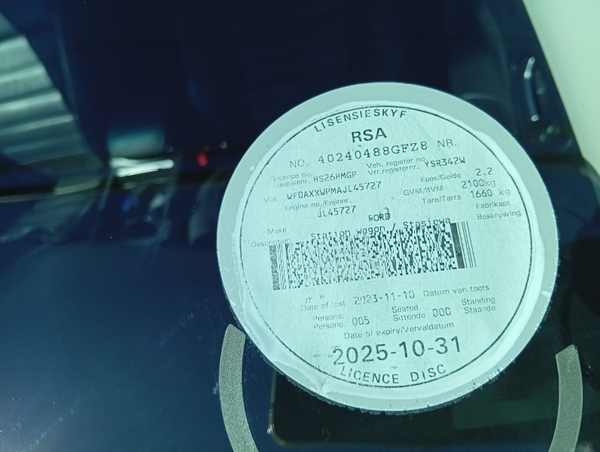 LISENSIESKYF
RSA
NO. 40240488GFZ8 NR.
Licence no. HS26HMGP Veh. register no. YSR342W
Vrt.registernr.
VIN WF0AXXWPMAJL45727 Fees/Gelde 2.2
Engine no/Enjinnr. GVM/BVM 2100kg
JL45727 Tare/Tarra 1660 kg
Make FORD Fabrikant
Station wagon / Stasiewa Beskrywing
Date of test 2023-11-10 Datum van toets
Persons: 005 Seated 000 Standing
Persone: Sittende Staande
Date of expiry/Vervaldatum
2025-10-31
LICENCE DISC